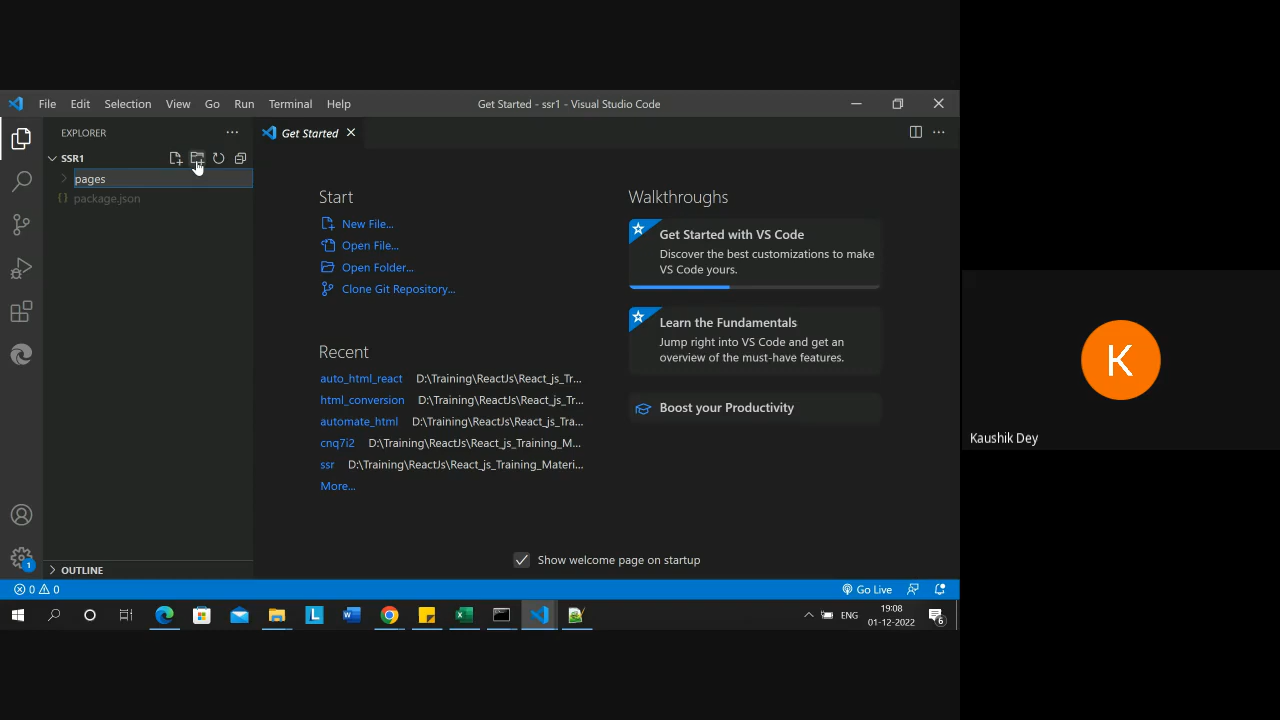 File Edit Selection View Go Run Terminal Help
Get Started - ssr1 - Visual Studio Code
EXPLORER
Get Started
SSR1
pages
package.json
Start
New File...
Open File...
Open Folder...
Clone Git Repository...
Recent
auto_html_react D:\Training\ReactJs\React_js_Tr...
html_conversion D:\Training\ReactJs\React_js_Tr...
automate_html D:\Training\ReactJs\React_js_Tra...
cnq7i2 D:\Training\ReactJs\React_js_Training_M...
ssr D:\Training\ReactJs\React_js_Training_Materi...
More...
Walkthroughs
Get Started with VS Code
Discover the best customizations to make
VS Code yours.
Learn the Fundamentals
Jump right into VS Code and get an
overview of the must-have features.
Boost your Productivity
Show welcome page on startup
OUTLINE
1
0 0
Go Live
ENG
19:08
01-12-2022
6
K
Kaushik Dey